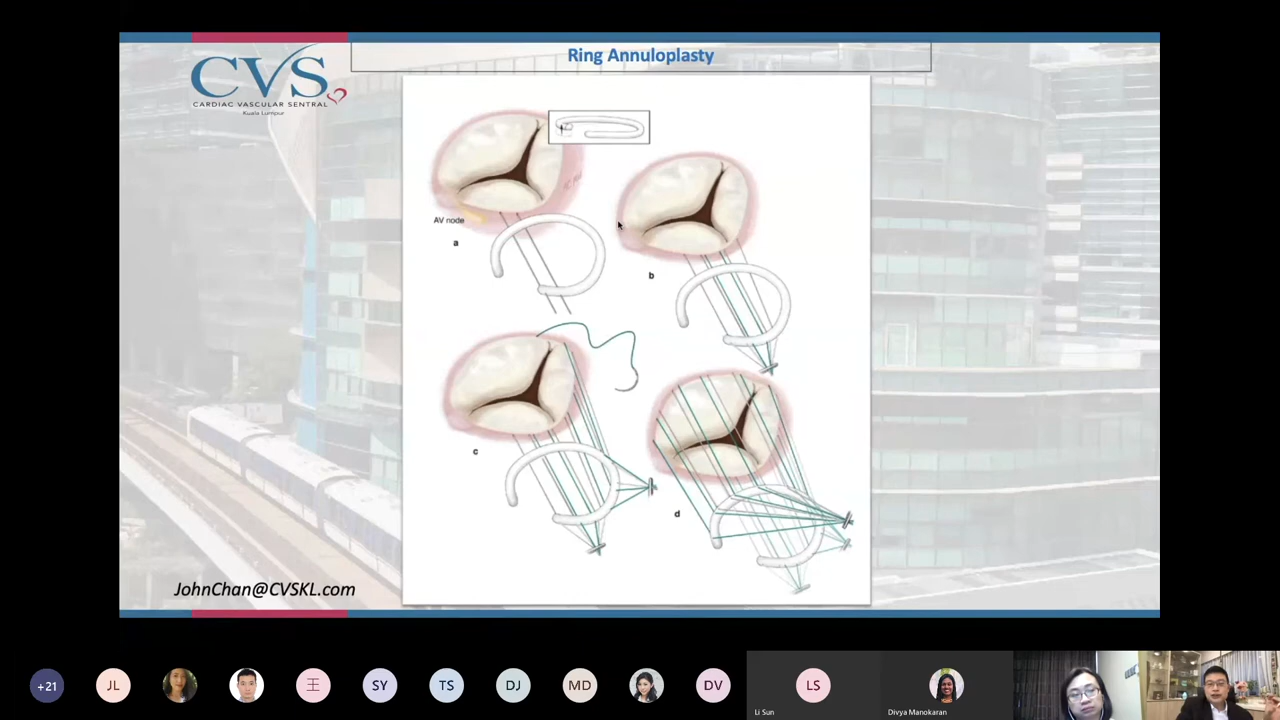 Ring Annuloplasty
CVS
CARDIAC VASCULAR SENTRAL
Kuala Lumpur
AV node
a
b
c
d
JohnChan@CVSKL.com
+21
JL
王
SY
TS
DJ
MD
DV
LS
Li Sun
Divya Manokaran